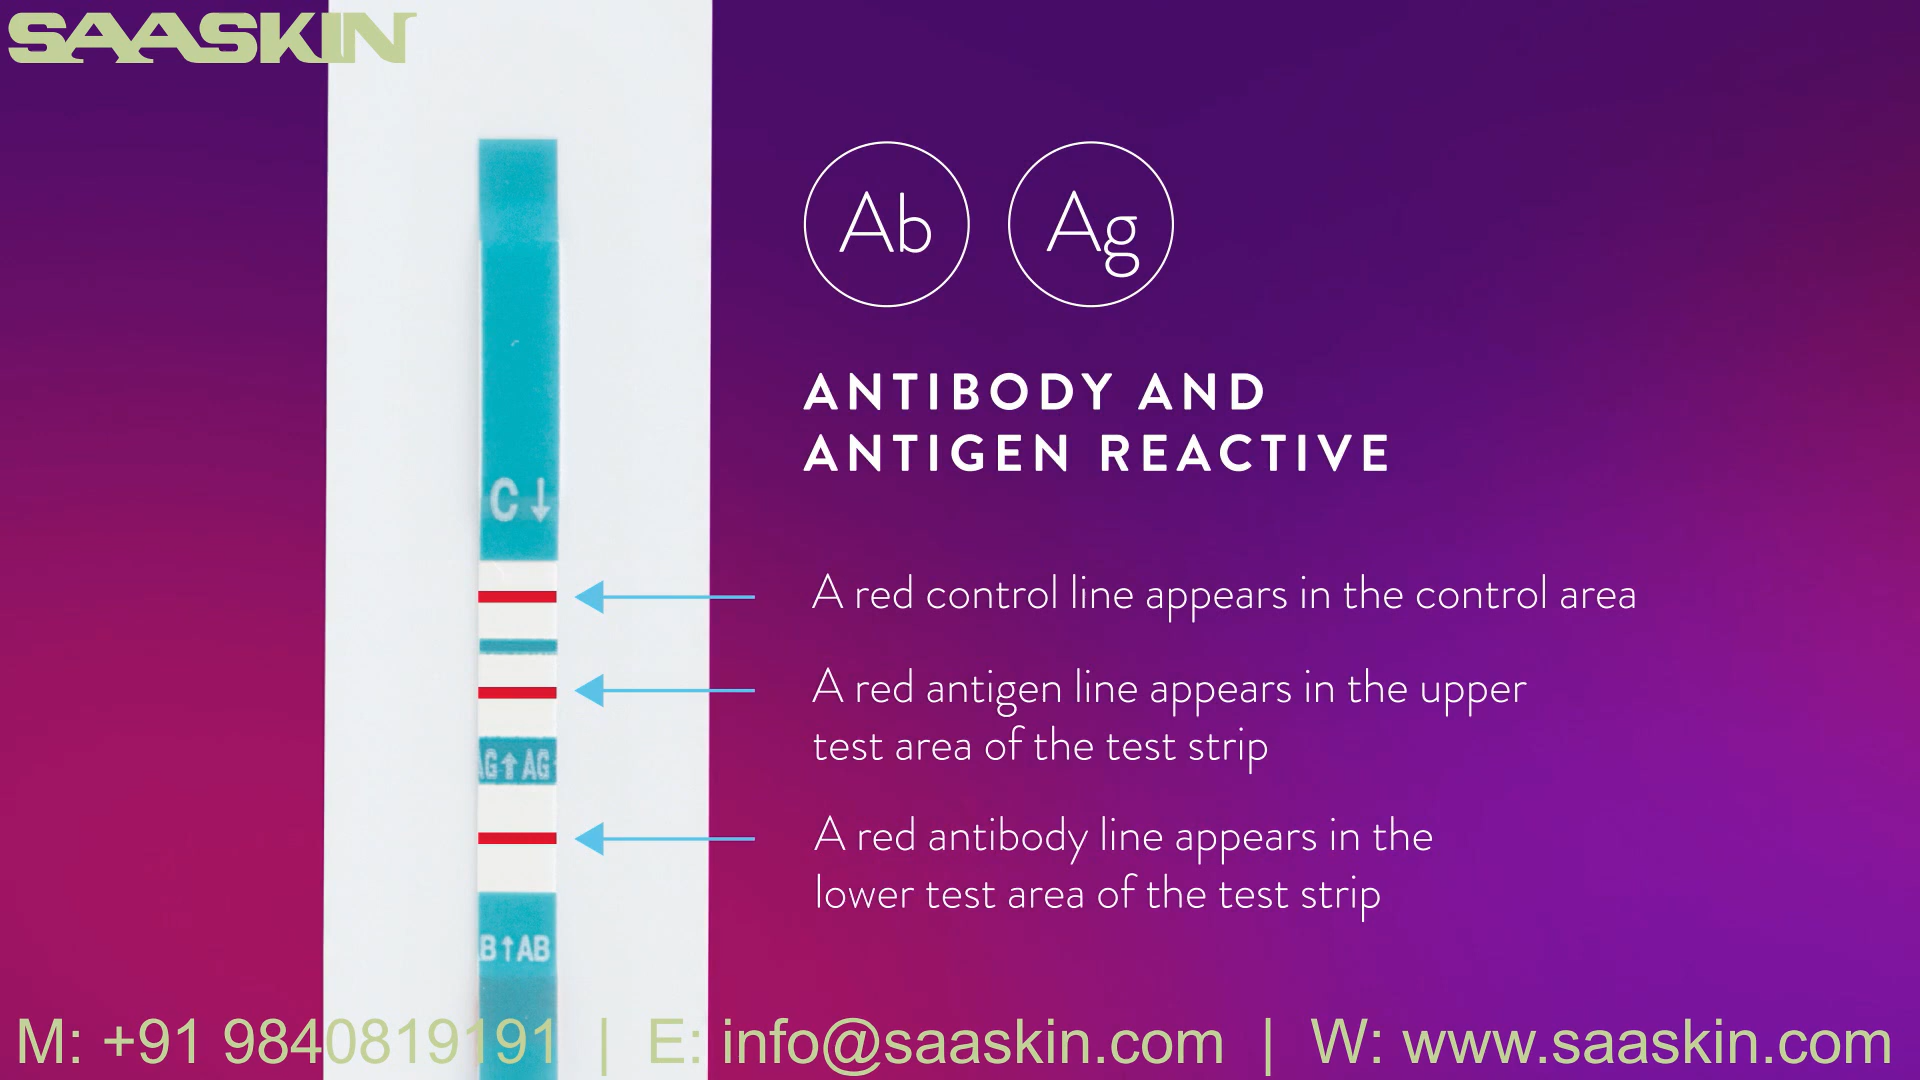 SAASKIN
Ab Ag
ANTIBODY AND
ANTIGEN REACTIVE
C↓
A red control line appears in the control area
A red antigen line appears in the upper
test area of the test strip
AG↑AG
A red antibody line appears in the
lower test area of the test strip
B↑AB
M: +91 9840819191 | E: info@saaskin.com | W: www.saaskin.com